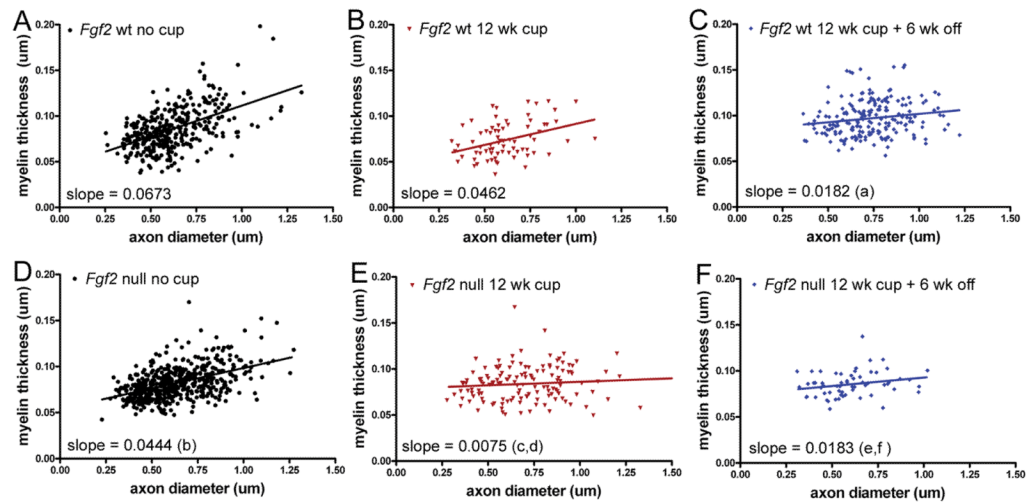 A
Fgf2 wt no cup
myelin thickness (um)
0.20
0.15
0.10
0.05
0.00
slope = 0.0673
0.00 0.25 0.50 0.75 1.00 1.25 1.50
axon diameter (um)
B
Fgf2 wt 12 wk cup
myelin thickness (um)
0.20
0.15
0.10
0.05
0.00
slope = 0.0462
0.00 0.25 0.50 0.75 1.00 1.25 1.50
axon diameter (um)
C
Fgf2 wt 12 wk cup + 6 wk off
myelin thickness (um)
0.20
0.15
0.10
0.05
0.00
slope = 0.0182 (a)
0.00 0.25 0.50 0.75 1.00 1.25 1.50
axon diameter (um)
D
Fgf2 null no cup
myelin thickness (um)
0.20
0.15
0.10
0.05
0.00
slope = 0.0444 (b)
0.00 0.25 0.50 0.75 1.00 1.25 1.50
axon diameter (um)
E
Fgf2 null 12 wk cup
myelin thickness (um)
0.20
0.15
0.10
0.05
0.00
slope = 0.0075 (c,d)
0.00 0.25 0.50 0.75 1.00 1.25 1.50
axon diameter (um)
F
Fgf2 null 12 wk cup + 6 wk off
myelin thickness (um)
0.20
0.15
0.10
0.05
0.00
slope = 0.0183 (e,f )
0.00 0.25 0.50 0.75 1.00 1.25 1.50
axon diameter (um)